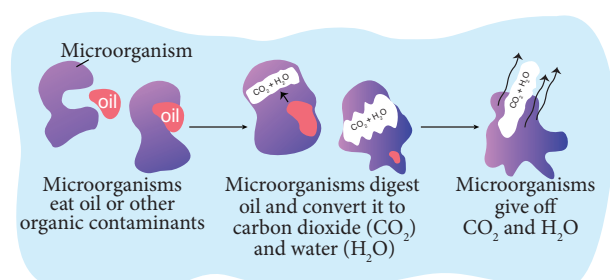 Microorganism
oil
oil
CO₂ + H₂O
CO₂ + H₂O
CO₂ + H₂O
Microorganisms
eat oil or other
organic contaminants
Microorganisms digest
oil and convert it to
carbon dioxide (CO₂)
and water (H₂O)
Microorganisms
give off
CO₂ and H₂O